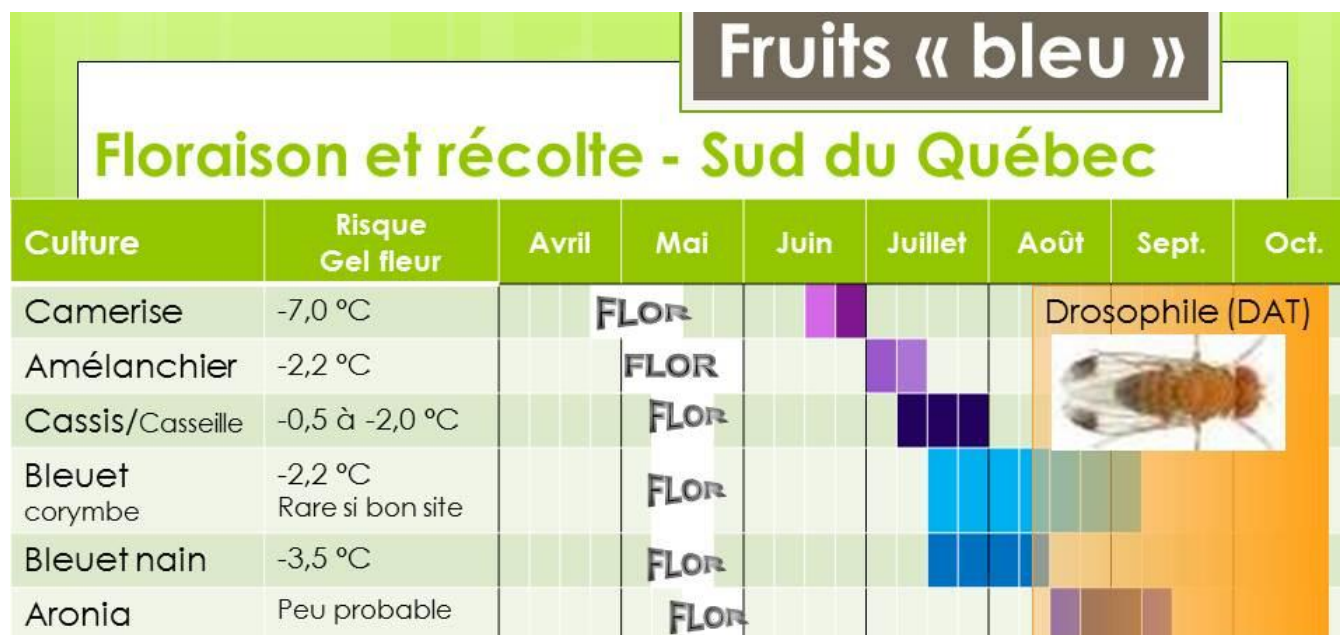 Fruits « bleu »
Floraison et récolte - Sud du Québec
Culture Risque Gel fleur Avril Mai Juin Juillet Août Sept. Oct.
Camerise -7,0 °C FLOR Drosophile (DAT)
Amélanchier -2,2 °C FLOR
Cassis/Casseille -0,5 à -2,0 °C FLOR
Bleuet corymbe -2,2 °C Rare si bon site FLOR
Bleuet nain -3,5 °C FLOR
Aronia Peu probable FLOR